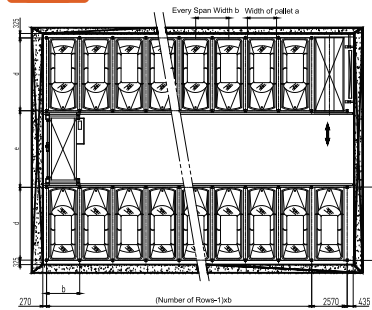 Every Span Width b Width of pallet a
325
d
e
d
325
b
270
(Number of Rows-1)xb
2570
435